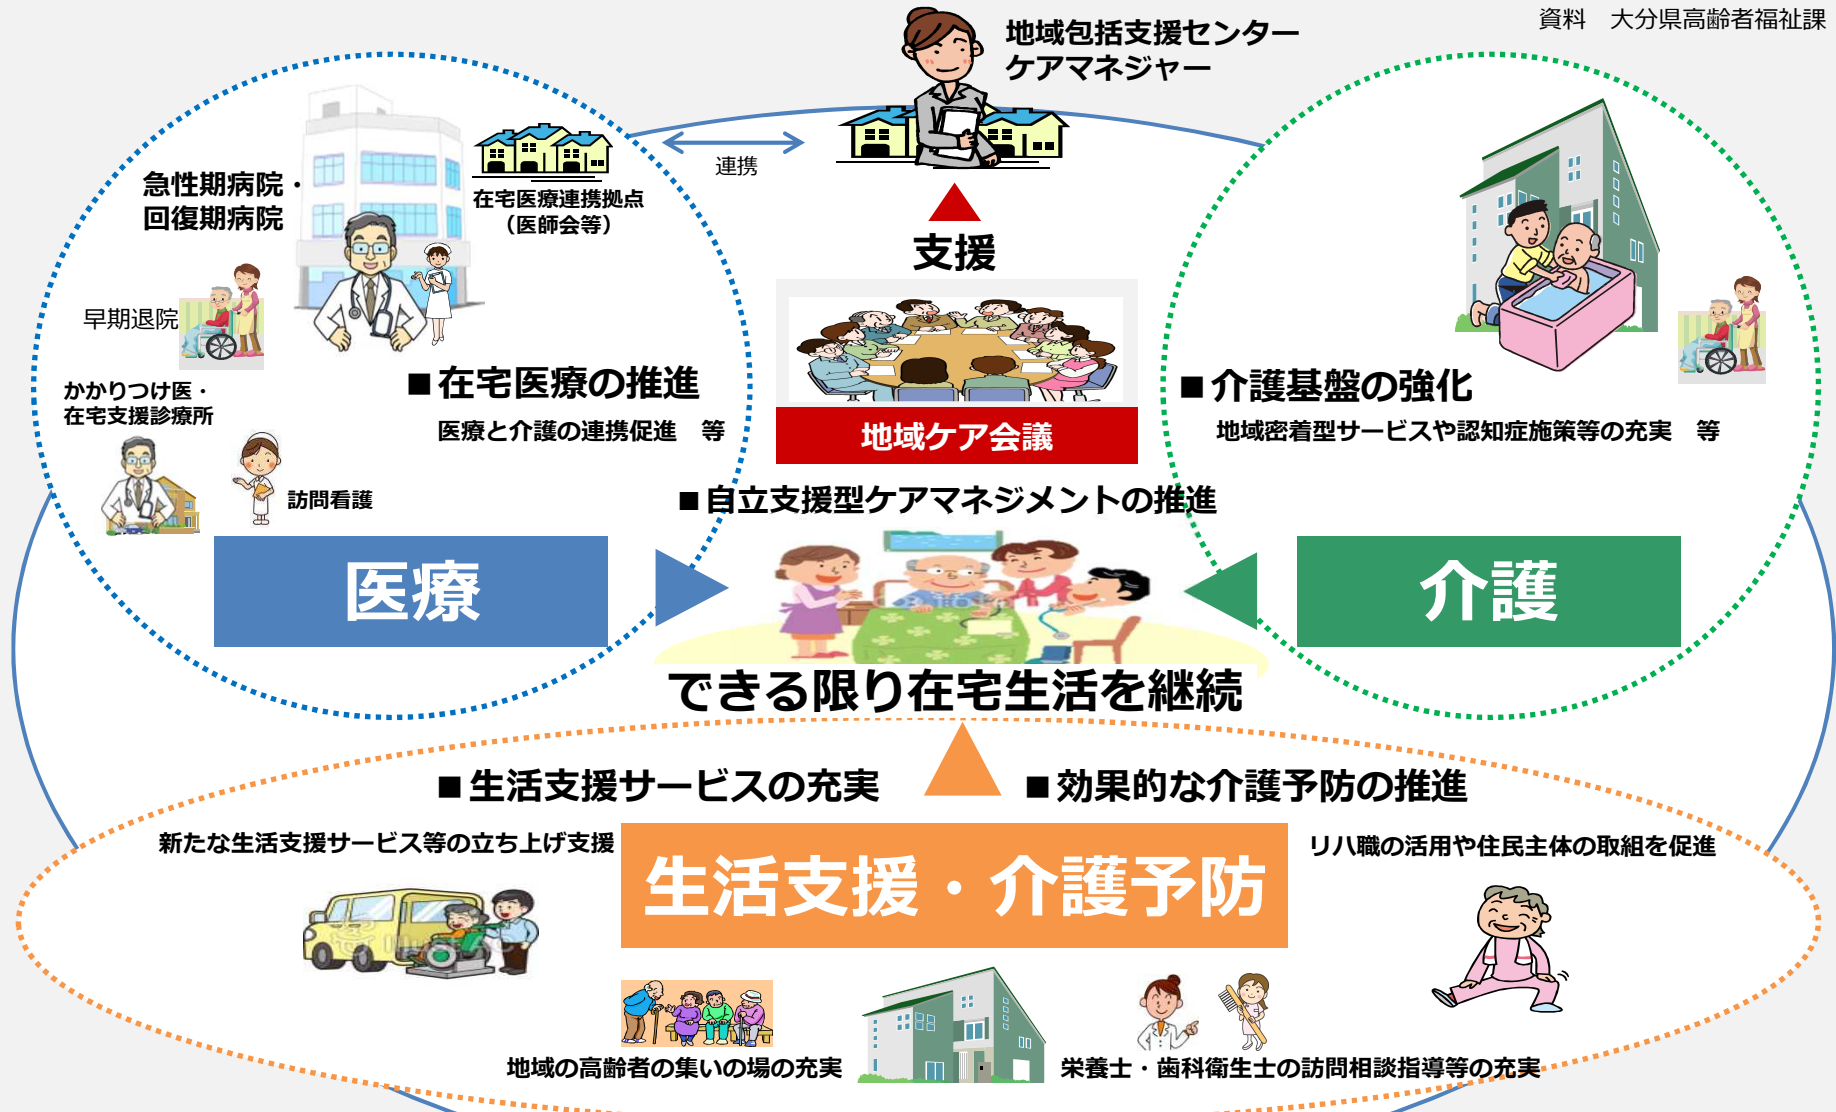 資料　大分県高齢者福祉課
地域包括支援センター
ケアマネジャー
急性期病院・
回復期病院
在宅医療連携拠点
（医師会等）
連携
支援
早期退院
かかりつけ医・
在宅支援診療所
訪問看護
■在宅医療の推進
医療と介護の連携促進　等
地域ケア会議
■介護基盤の強化
地域密着型サービスや認知症施策等の充実　等
■自立支援型ケアマネジメントの推進
医療
介護
できる限り在宅生活を継続
■生活支援サービスの充実
■効果的な介護予防の推進
新たな生活支援サービス等の立ち上げ支援
生活支援・介護予防
リハ職の活用や住民主体の取組を促進
地域の高齢者の集いの場の充実
栄養士・歯科衛生士の訪問相談指導等の充実